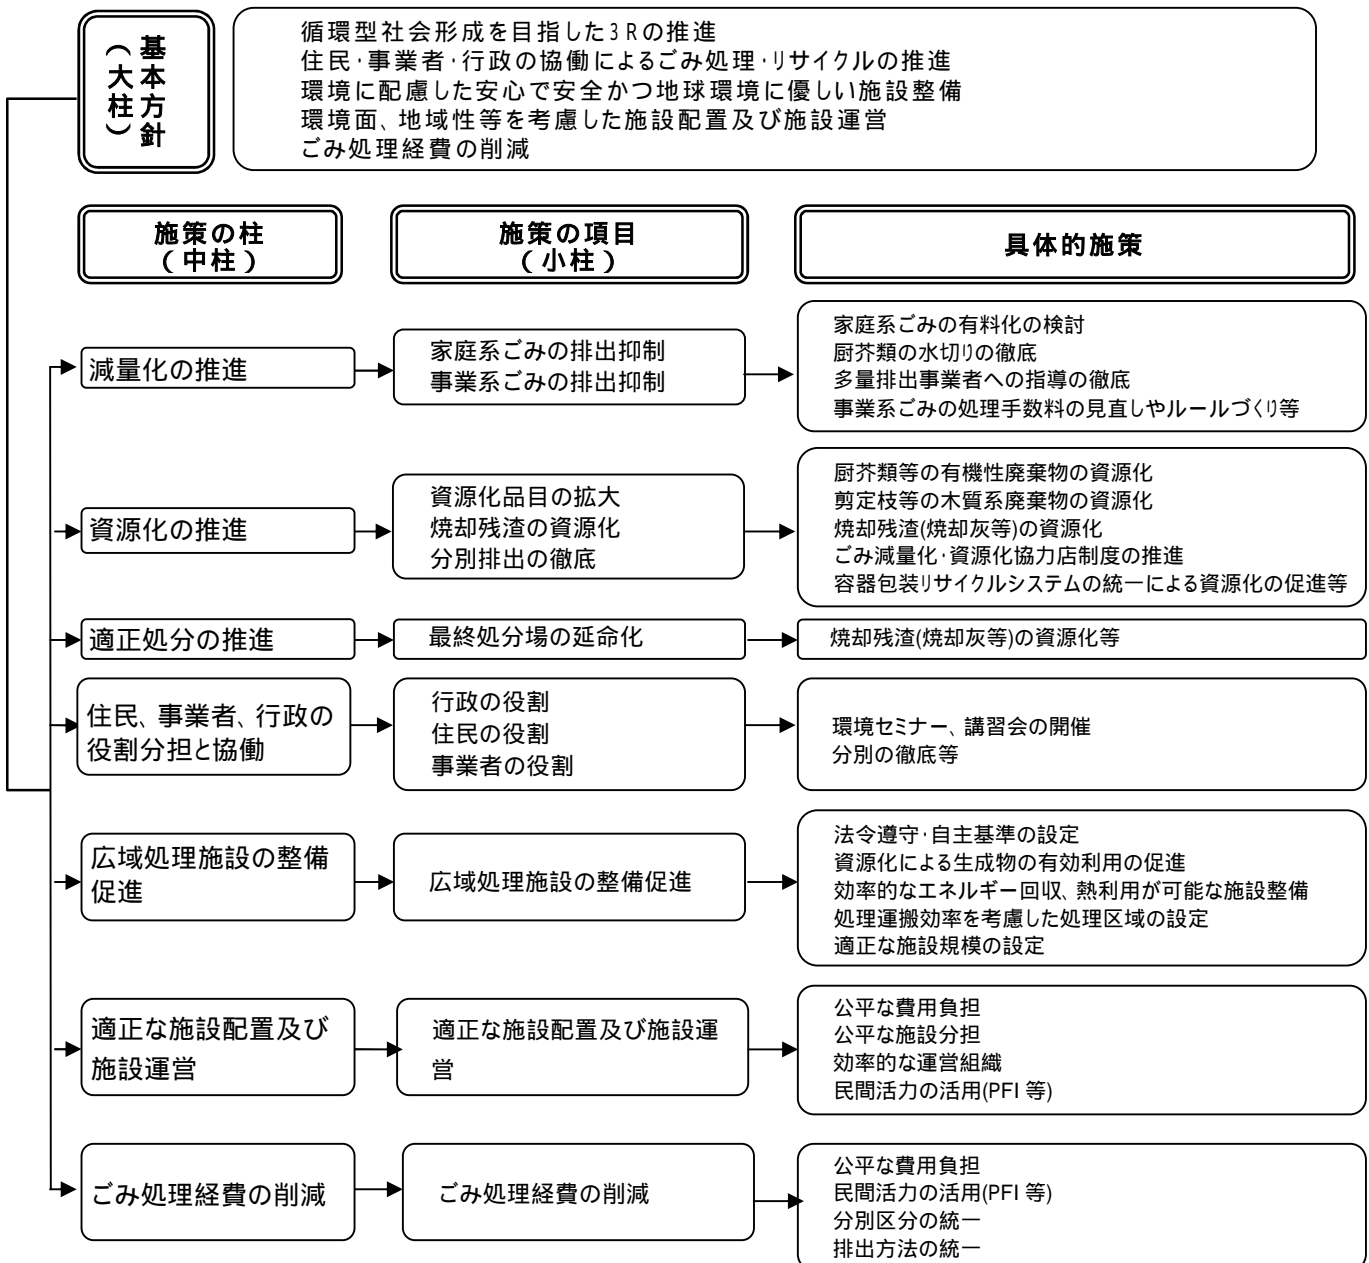 基本方針
（大柱）
循環型社会形成を目指した3Rの推進
住民・事業者・行政の協働によるごみ処理・リサイクルの推進
環境に配慮した安心で安全かつ地球環境に優しい施設整備
環境面、地域性等を考慮した施設配置及び施設運営
ごみ処理経費の削減
施策の柱
（中柱）
施策の項目
（小柱）
具体的施策
減量化の推進
家庭系ごみの排出抑制
事業系ごみの排出抑制
家庭系ごみの有料化の検討
厨芥類の水切りの徹底
多量排出事業者への指導の徹底
事業系ごみの処理手数料の見直しやルールづくり等
資源化の推進
資源化品目の拡大
焼却残渣の資源化
分別排出の徹底
厨芥類等の有機性廃棄物の資源化
剪定枝等の木質系廃棄物の資源化
焼却残渣(焼却灰等)の資源化
ごみ減量化・資源化協力店制度の推進
容器包装リサイクルシステムの統一による資源化の促進等
適正処分の推進
最終処分場の延命化
焼却残渣(焼却灰等)の資源化等
住民、事業者、行政の
役割分担と協働
行政の役割
住民の役割
事業者の役割
環境セミナー、講習会の開催
分別の徹底等
広域処理施設の整備
促進
広域処理施設の整備促進
法令遵守・自主基準の設定
資源化による生成物の有効利用の促進
効率的なエネルギー回収、熱利用が可能な施設整備
処理運搬効率を考慮した処理区域の設定
適正な施設規模の設定
適正な施設配置及び
施設運営
適正な施設配置及び施設運
営
公平な費用負担
公平な施設分担
効率的な運営組織
民間活力の活用(PFI 等)
ごみ処理経費の削減
ごみ処理経費の削減
公平な費用負担
民間活力の活用(PFI 等)
分別区分の統一
排出方法の統一